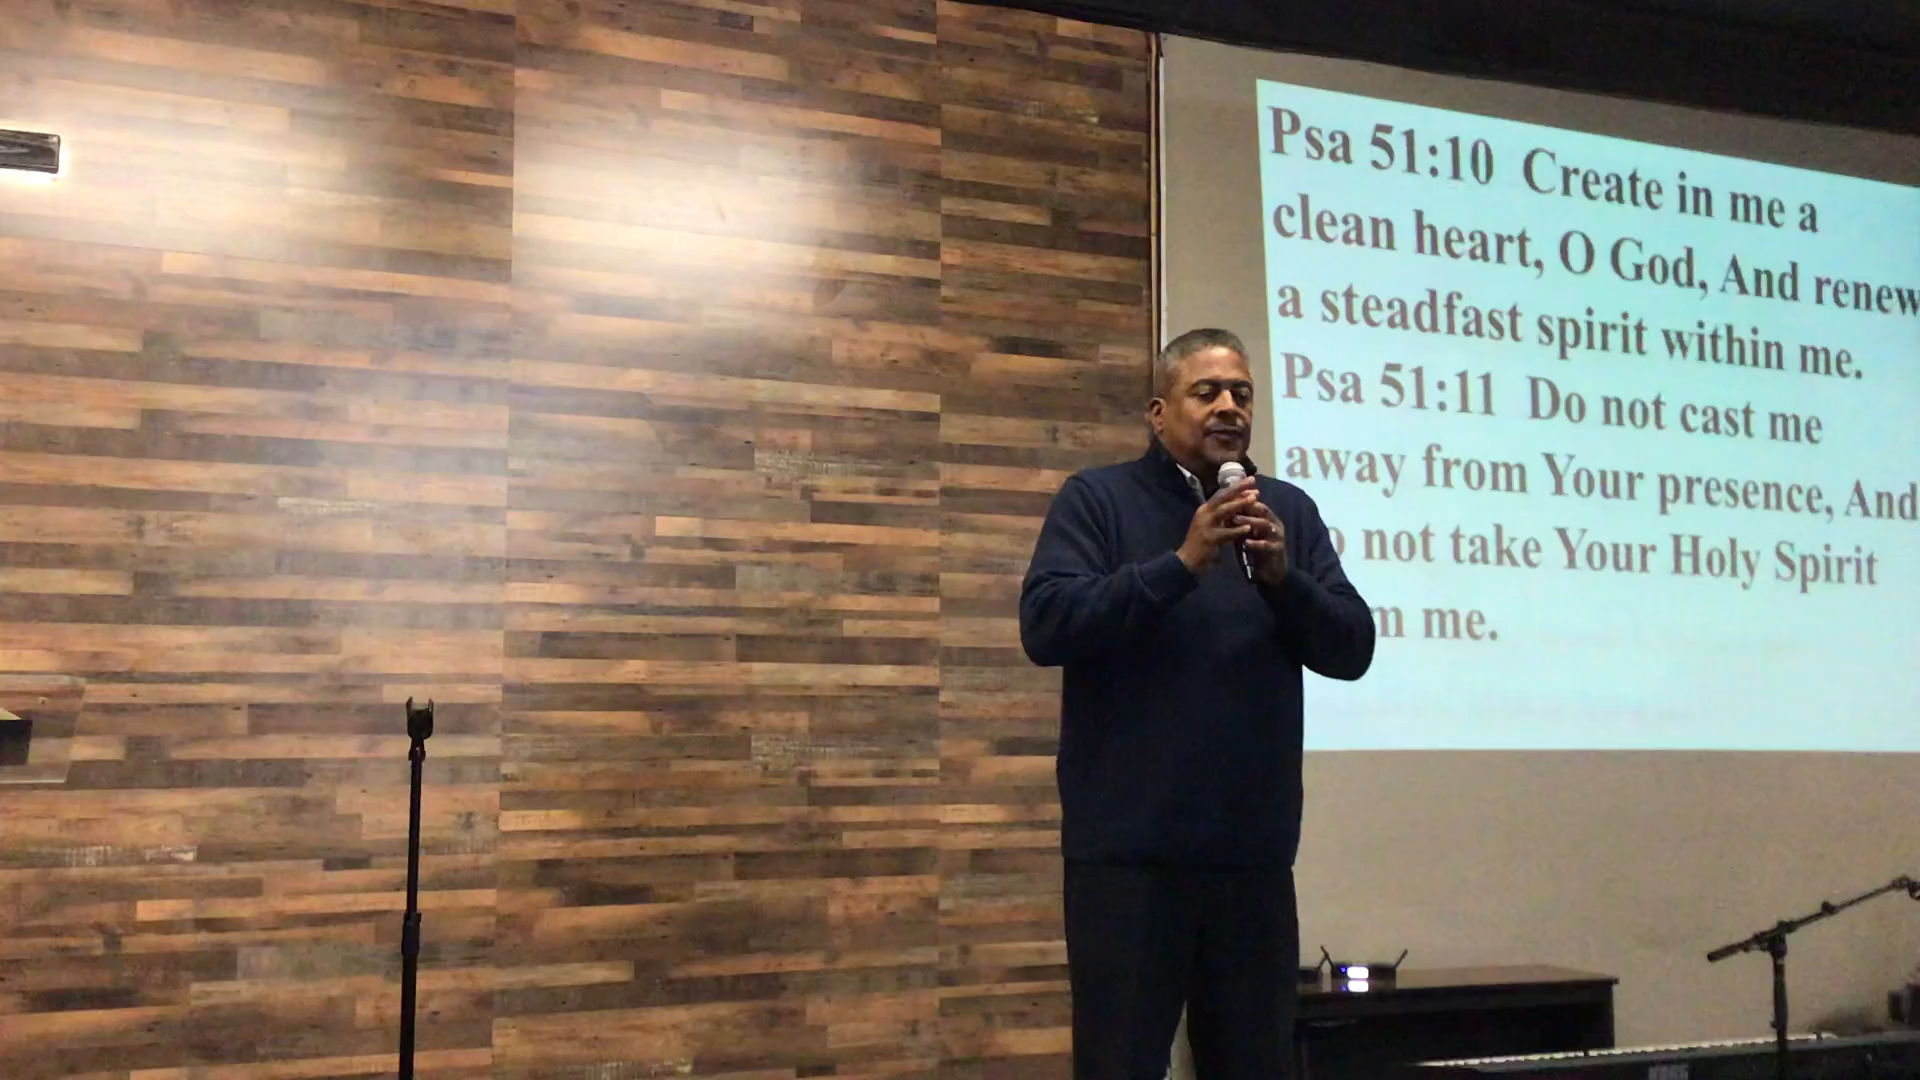 Psa 51:10 Create in me a
clean heart, O God, And renew
a steadfast spirit within me.
Psa 51:11 Do not cast me
away from Your presence, And
not take Your Holy Spirit
me.
KORG